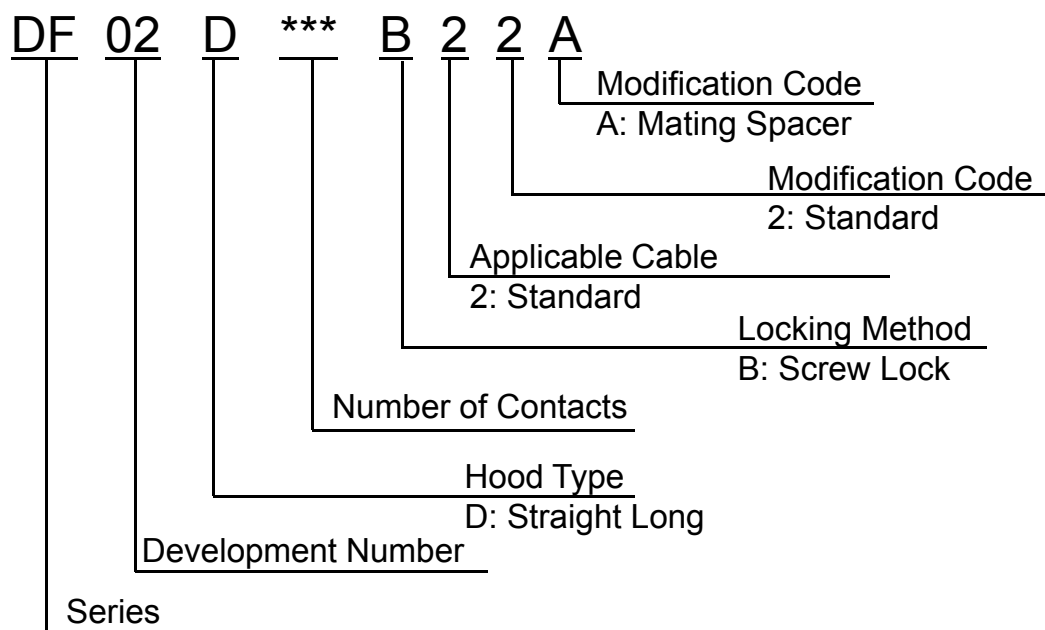 DF 02 D *** B 2 2 A
Modification Code
A: Mating Spacer
Modification Code
2: Standard
Applicable Cable
2: Standard
Locking Method
B: Screw Lock
Number of Contacts
Hood Type
D: Straight Long
Development Number
Series